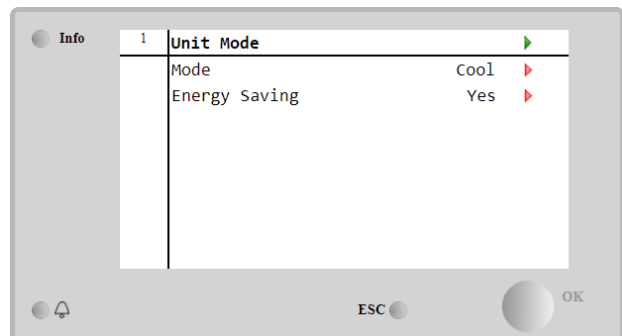 Info
1 Unit Mode
Mode Cool
Energy Saving Yes
ESC OK